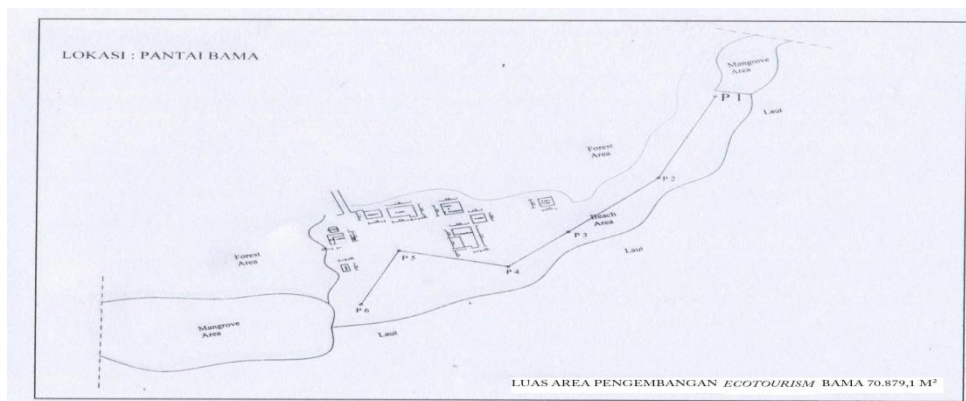 LOKASI : PANTAI BAMA
Mangrove
Area
P 1
Laut
Forest
Area
P 2
Beach
Area
P 3
Laut
Forest
Area
P 5
P 4
P 6
Mangrove
Area
Laut
LUAS AREA PENGEMBANGAN ECOTOURISM BAMA 70.879,1 M²